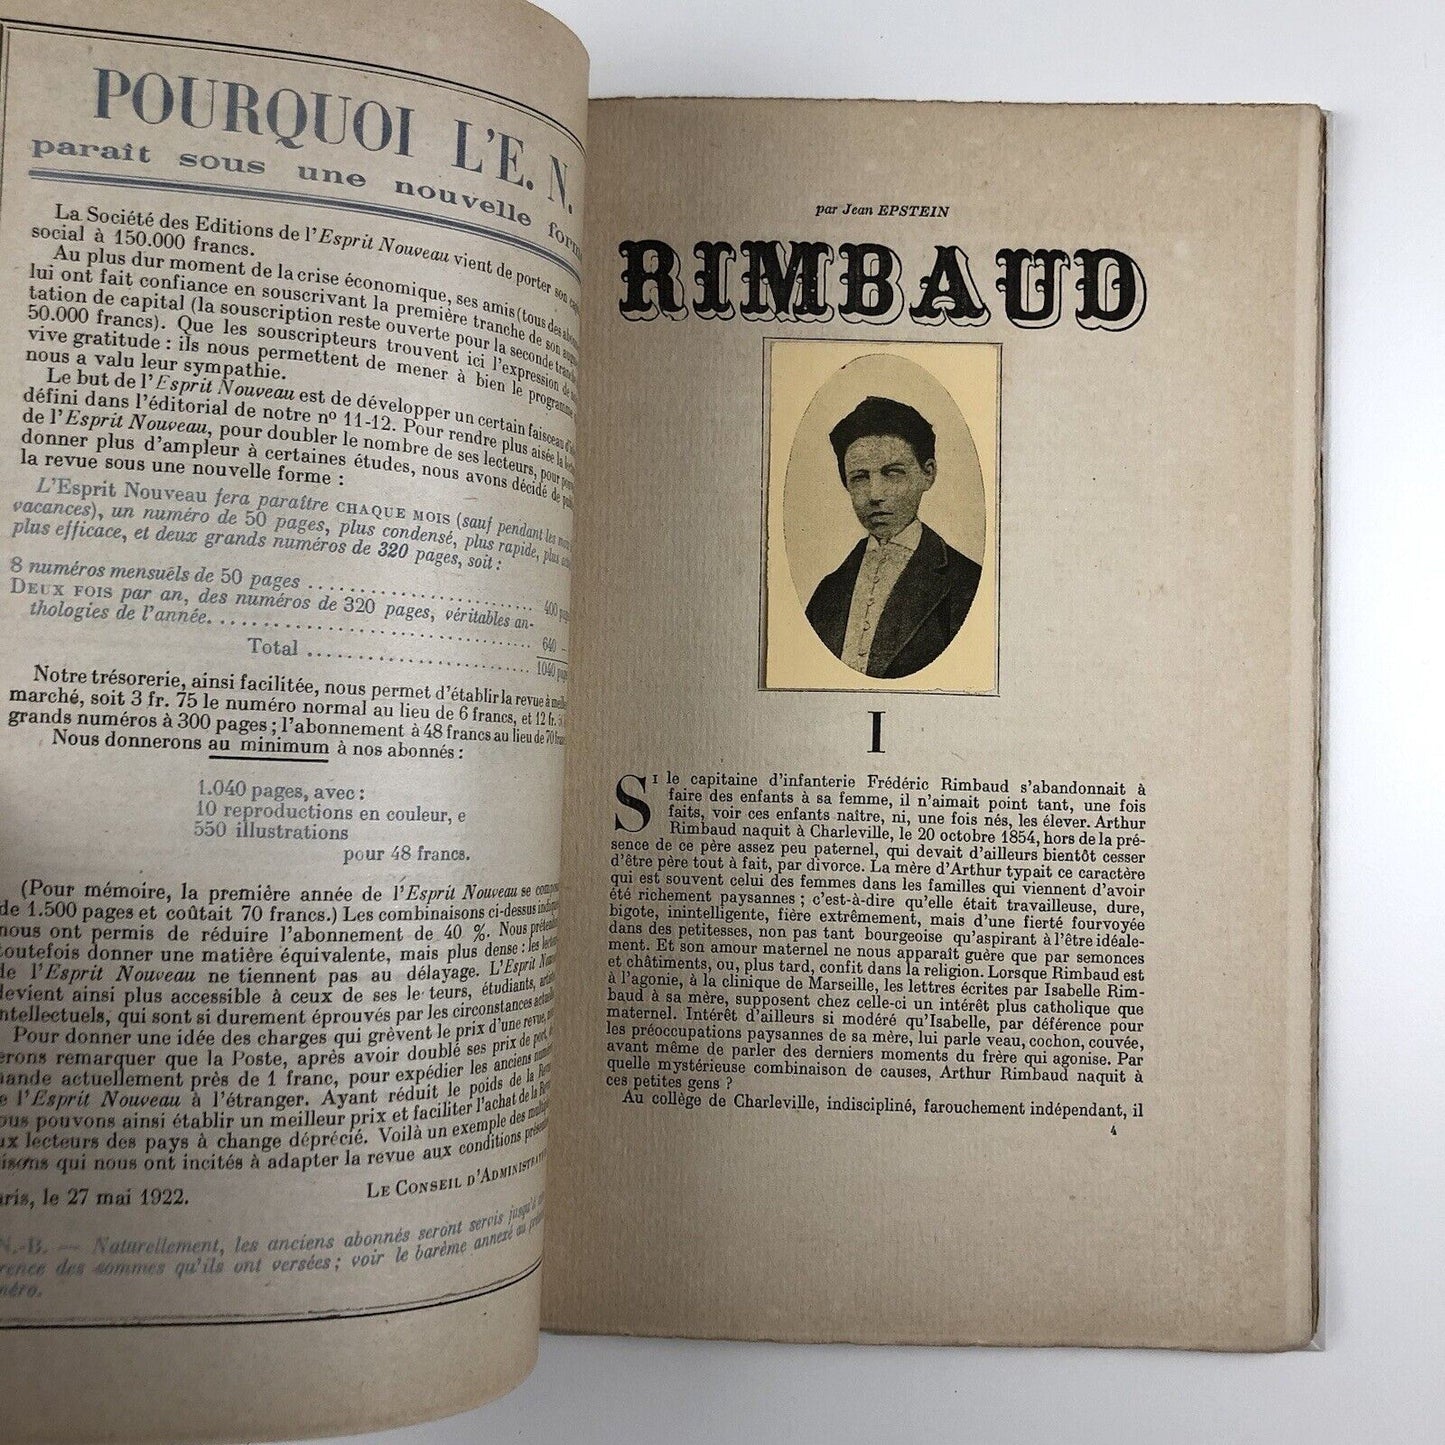 POURQUOI L'E. N.
paraît sous une nouvelle
La Société des Editions de l'Esprit Nouveau vient de porter son
social à 150.000 francs.
Au plus dur moment de la crise économique, ses amis (tous des
lui ont fait confiance en souscrivant la première tranche de son
tation de capital (la souscription reste ouverte pour la seconde
50.000 francs). Que les souscripteurs trouvent ici l'expression de
vive gratitude : ils nous permettent de mener à bien le programme
nous a valu leur sympathie.
Le but de l'Esprit Nouveau est de développer un certain faisceau
défini dans l'éditorial de notre nº 11-12. Pour rendre plus aisée la
de l'Esprit Nouveau, pour doubler le nombre de ses lecteurs, pour
donner plus d'ampleur à certaines études, nous avons décidé de
la revue sous une nouvelle forme :
L'Esprit Nouveau fera paraître CHAQUE MOIS (sauf pendant les
vacances), un numéro de 50 pages, plus condensé, plus rapide, plus
plus efficace, et deux grands numéros de 320 pages, soit :
8 numéros mensuels de 50 pages .......................... 400
DEUX FOIS par an, des numéros de 320 pages, véritables an-
thologies de l'année. .................................. 640 —
Total .......................... 1040
Notre trésorerie, ainsi facilitée, nous permet d'établir la revue à
marché, soit 3 fr. 75 le numéro normal au lieu de 6 francs, et 12 fr.
grands numéros à 300 pages ; l'abonnement à 48 francs au lieu de 70
Nous donnerons au minimum à nos abonnés :
1.040 pages, avec :
10 reproductions en couleur, e
550 illustrations
pour 48 francs.
(Pour mémoire, la première année de l'Esprit Nouveau se
de 1.500 pages et coûtait 70 francs.) Les combinaisons ci-dessus
nous ont permis de réduire l'abonnement de 40 %. Nous
toutefois donner une matière équivalente, mais plus dense : les
de l'Esprit Nouveau ne tiennent pas au délayage. L'Esprit
devient ainsi plus accessible à ceux de ses le teurs, étudiants,
intellectuels, qui sont si durement éprouvés par les circonstances
Pour donner une idée des charges qui grèvent le prix d'une revue,
erons remarquer que la Poste, après avoir doublé ses prix de port,
ande actuellement près de 1 franc, pour expédier les anciens
e l'Esprit Nouveau à l'étranger. Ayant réduit le poids de la
ous pouvons ainsi établir un meilleur prix et faciliter l'achat de la
ux lecteurs des pays à change déprécié. Voilà un exemple des
isons qui nous ont incités à adapter la revue aux conditions
LE CONSEIL
aris, le 27 mai 1922.
N.-B. — Naturellement, les anciens abonnés seront servis jusqu'à
rence des sommes qu'ils ont versées ; voir le barème annexé au
méro.
par Jean EPSTEIN
RIMBAUD
I
SI le capitaine d'infanterie Frédéric Rimbaud s'abandonnait à
faire des enfants à sa femme, il n'aimait point tant, une fois
faits, voir ces enfants naître, ni, une fois nés, les élever. Arthur
Rimbaud naquit à Charleville, le 20 octobre 1854, hors de la pré-
sence de ce père assez peu paternel, qui devait d'ailleurs bientôt cesser
d'être père tout à fait, par divorce. La mère d'Arthur typait ce caractère
qui est souvent celui des femmes dans les familles qui viennent d'avoir
été richement paysannes ; c'est-à-dire qu'elle était travailleuse, dure,
bigote, inintelligente, fière extrêmement, mais d'une fierté fourvoyée
dans des petitesses, non pas tant bourgeoise qu'aspirant à l'être idéale-
ment. Et son amour maternel ne nous apparaît guère que par semonces
et châtiments, ou, plus tard, confit dans la religion. Lorsque Rimbaud est
à l'agonie, à la clinique de Marseille, les lettres écrites par Isabelle Rim-
baud à sa mère, supposent chez celle-ci un intérêt plus catholique que
maternel. Intérêt d'ailleurs si modéré qu'Isabelle, par déférence pour
les préoccupations paysannes de sa mère, lui parle veau, cochon, couvée,
avant même de parler des derniers moments du frère qui agonise. Par
quelle mystérieuse combinaison de causes, Arthur Rimbaud naquit à
ces petites gens ?
Au collège de Charleville, indiscipliné, farouchement indépendant, il
4